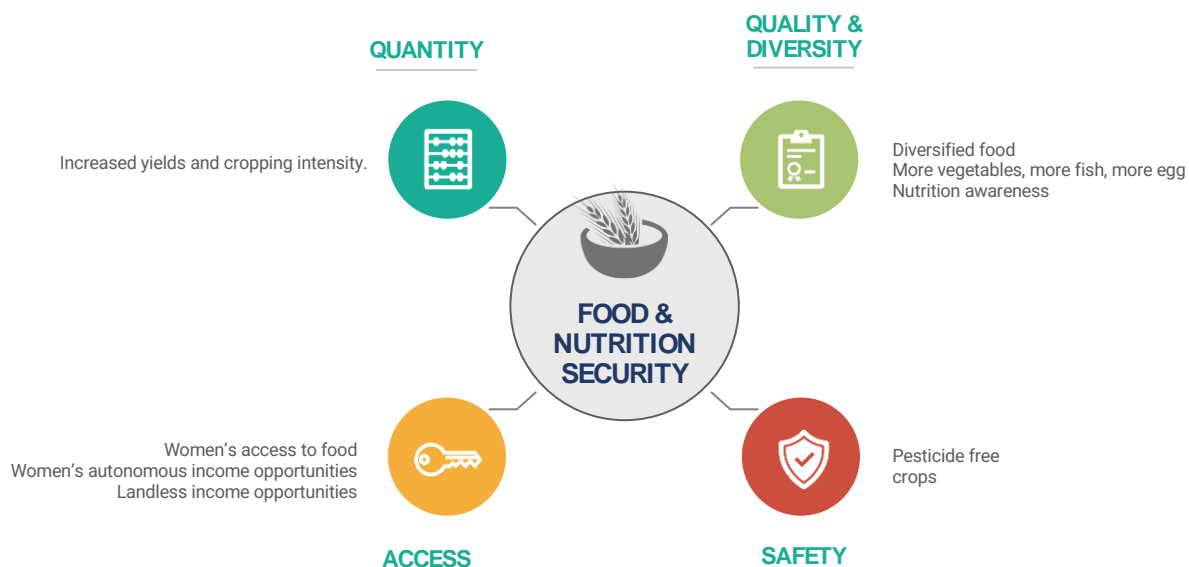 QUANTITY
Increased yields and cropping intensity.
QUALITY &
DIVERSITY
Diversified food
More vegetables, more fish, more egg
Nutrition awareness
FOOD &
NUTRITION
SECURITY
Women’s access to food
Women’s autonomous income opportunities
Landless income opportunities
ACCESS
Pesticide free
crops
SAFETY